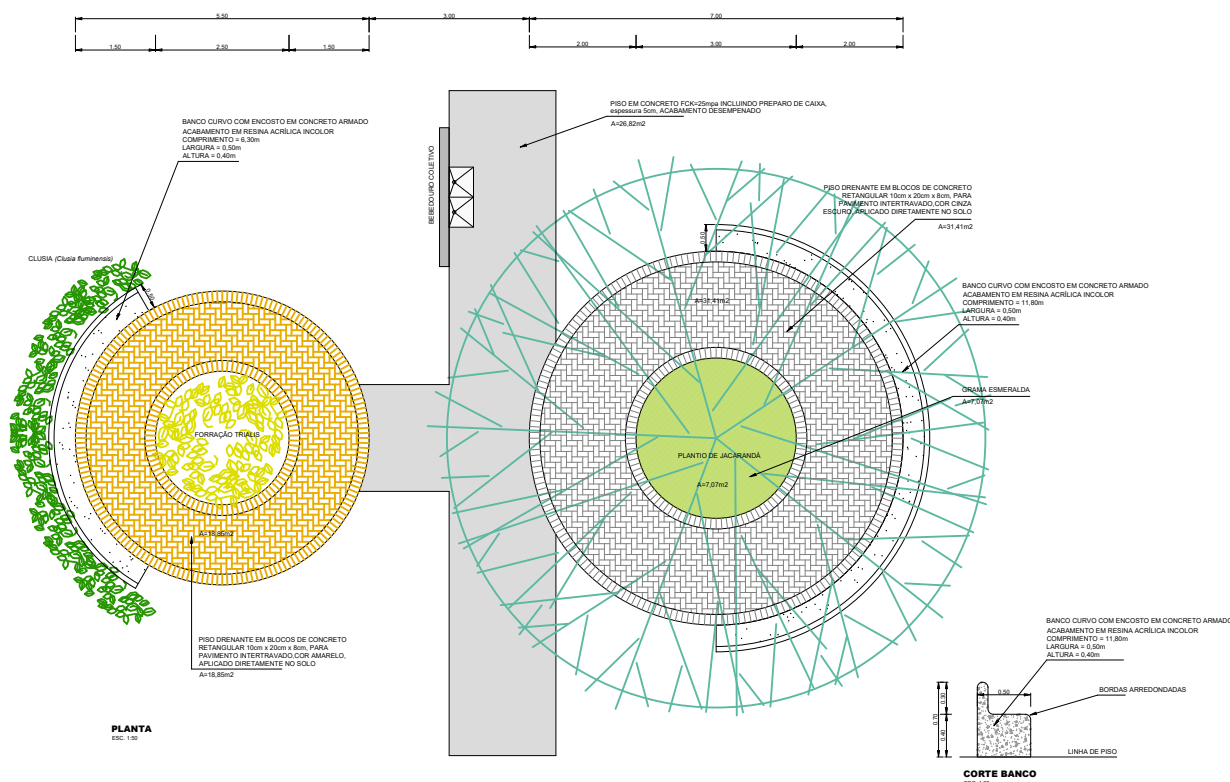 5.50
3.00
7.00
1.50
2.50
1.50
2.00
3.00
2.00
PISO EM CONCRETO FCK=25mpa INCLUINDO PREPARO DE CAIXA,
espessura 5cm, ACABAMENTO DESEMPENADO
A=26,82m2
BANCO CURVO COM ENCOSTO EM CONCRETO ARMADO
ACABAMENTO EM RESINA ACRÍLICA INCOLOR
COMPRIMENTO = 6,30m
LARGURA = 0,50m
ALTURA = 0,40m
BEBEDOURO COLETIVO
PISO DRENANTE EM BLOCOS DE CONCRETO
RETANGULAR 10cm x 20cm x 8cm, PARA
PAVIMENTO INTERTRAVADO,COR CINZA
ESCURO, APLICADO DIRETAMENTE NO SOLO
A=31,41m2
0.50
CLUSIA (Clusia fluminensis)
0.50
BANCO CURVO COM ENCOSTO EM CONCRETO ARMADO
ACABAMENTO EM RESINA ACRÍLICA INCOLOR
COMPRIMENTO = 11,80m
LARGURA = 0,50m
ALTURA = 0,40m
A=31,41m2
GRAMA ESMERALDA
A=7,07m2
FORRAÇÃO TRIALIS
PLANTIO DE JACARANDÁ
A=7,07m2
A=18,85m2
PISO DRENANTE EM BLOCOS DE CONCRETO
RETANGULAR 10cm x 20cm x 8cm, PARA
PAVIMENTO INTERTRAVADO,COR AMARELO,
APLICADO DIRETAMENTE NO SOLO
A=18,85m2
BANCO CURVO COM ENCOSTO EM CONCRETO ARMADO
ACABAMENTO EM RESINA ACRÍLICA INCOLOR
COMPRIMENTO = 11,80m
LARGURA = 0,50m
ALTURA = 0,40m
BORDAS ARREDONDADAS
0.50
0.30
0.70
0.40
LINHA DE PISO
PLANTA
ESC. 1:50
CORTE BANCO